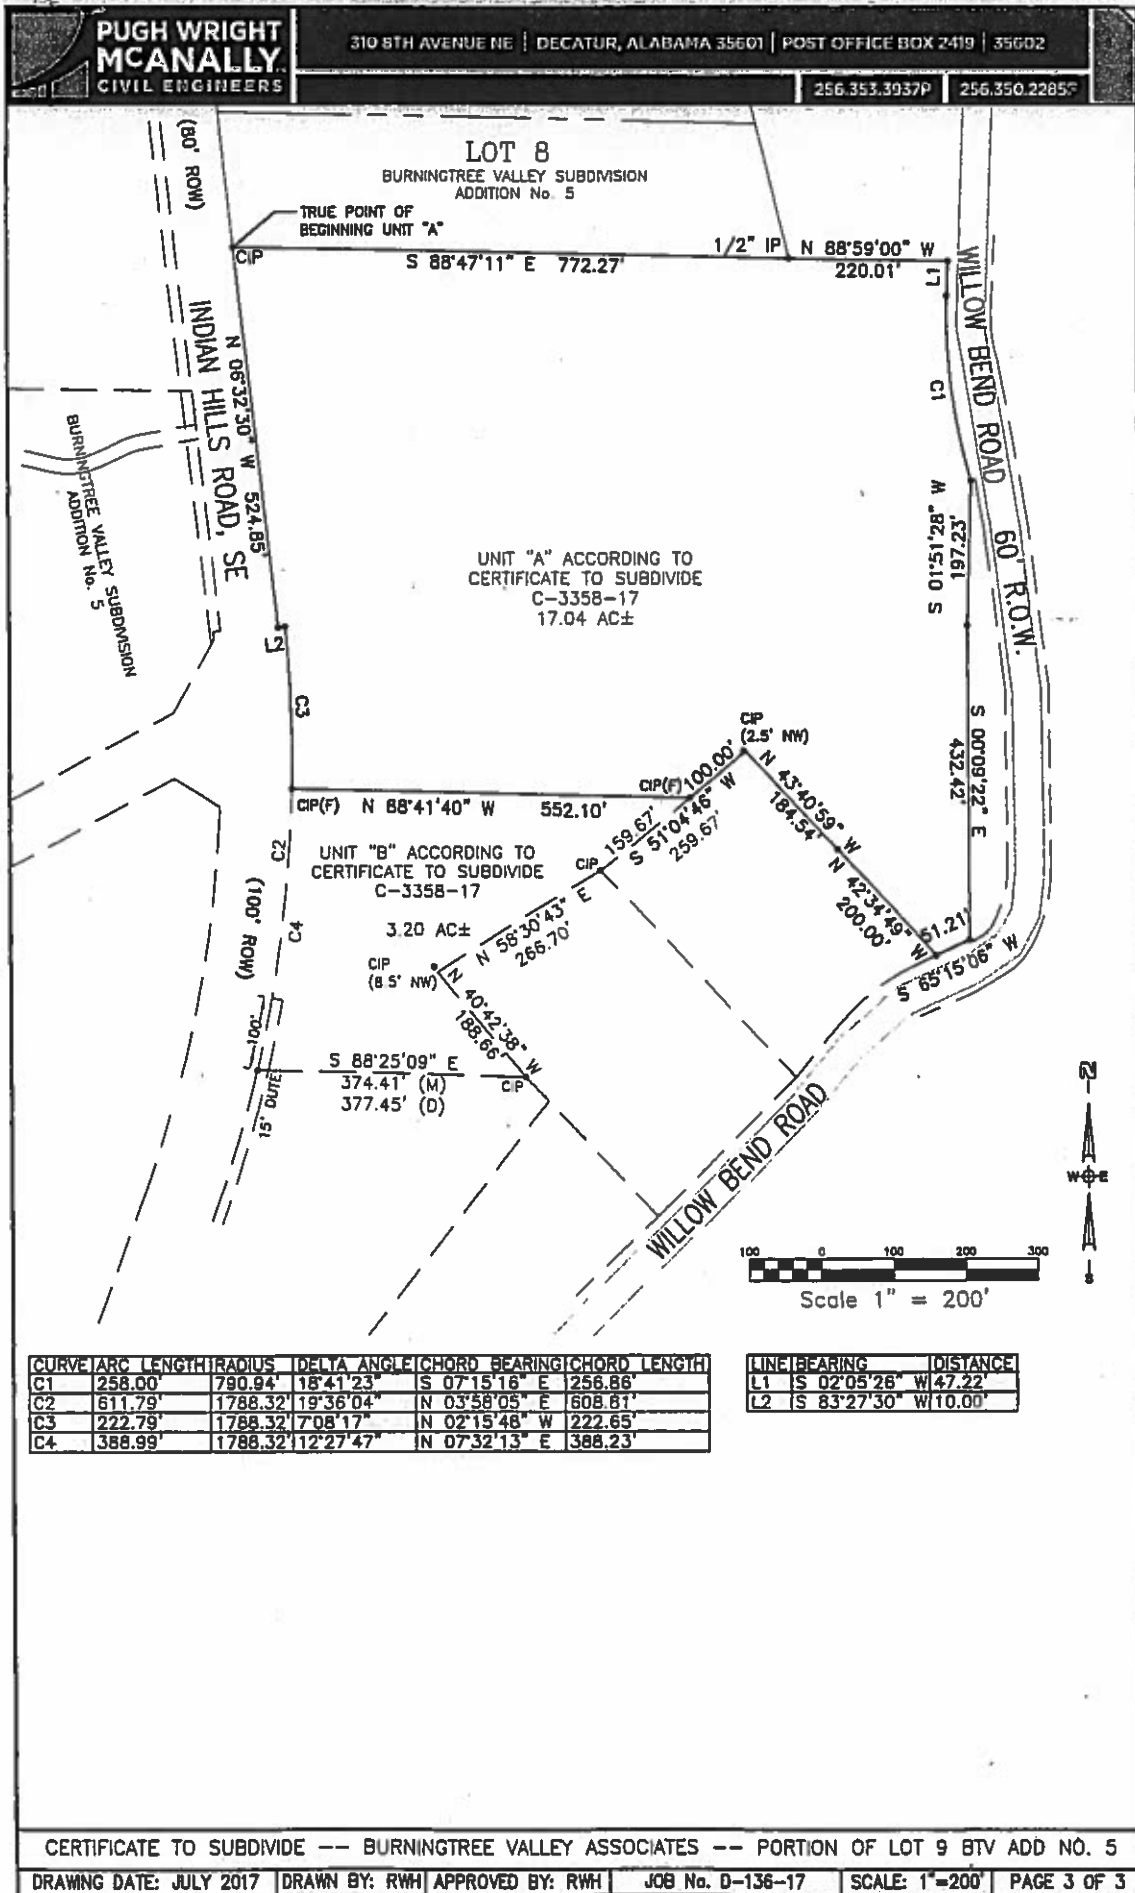 PUGH WRIGHT
McANALLY
CIVIL ENGINEERS
310 8TH AVENUE NE | DECATUR, ALABAMA 35601 | POST OFFICE BOX 2419 | 35602
256.353.3937P | 256.350.2285F
(80' ROW)
LOT 8
BURNINGTREE VALLEY SUBDIVISION
ADDITION No. 5
TRUE POINT OF
BEGINNING UNIT "A"
CIP
S 88°47'11" E 772.27'
1/2" IP
N 88°59'00" W
220.01'
L1
WILLOW BEND ROAD 60' R.O.W.
C1
INDIAN HILLS ROAD, SE
N 06°32'30" W 524.85'
BURNINGTREE VALLEY SUBDIVISION
ADDITION No. 5
S 01°51'28" W
197.23'
UNIT "A" ACCORDING TO
CERTIFICATE TO SUBDIVIDE
C-3358-17
17.04 AC±
L2
C3
S 00°09'22" E
432.42'
CIP
(2.5' NW)
CIP(F)
100.00'
N 43°40'59" W
184.54'
CIP(F)
N 88°41'40" W 552.10'
159.67'
S 51°04'46" W
259.67'
C2
UNIT "B" ACCORDING TO
CERTIFICATE TO SUBDIVIDE
C-3358-17
3.20 AC±
CIP
N 42°34'49" W
200.00'
51.21'
S 65°15'06" W
(100' ROW)
C4
N 58°30'43" E
266.70'
CIP
(8.5' NW)
N 40°42'38" W
188.66'
100'
S 88°25'09" E
374.41' (M)
377.45' (D)
CIP
15' DUTE
WILLOW BEND ROAD
N
W E
S
100 0 100 200 300
Scale 1" = 200'
CURVE ARC LENGTH RADIUS DELTA ANGLE CHORD BEARING CHORD LENGTH
C1 258.00' 790.94' 18°41'23" S 07°15'16" E 256.86'
C2 611.79' 1788.32' 19°36'04" N 03°58'05" E 608.81'
C3 222.79' 1788.32' 7°08'17" N 02°15'48" W 222.65'
C4 388.99' 1788.32' 12°27'47" N 07°32'13" E 388.23'
LINE BEARING DISTANCE
L1 S 02°05'26" W 47.22'
L2 S 83°27'30" W 10.00'
CERTIFICATE TO SUBDIVIDE -- BURNINGTREE VALLEY ASSOCIATES -- PORTION OF LOT 9 BTV ADD NO. 5
DRAWING DATE: JULY 2017 DRAWN BY: RWH APPROVED BY: RWH JOB No. D-136-17 SCALE: 1"=200' PAGE 3 OF 3